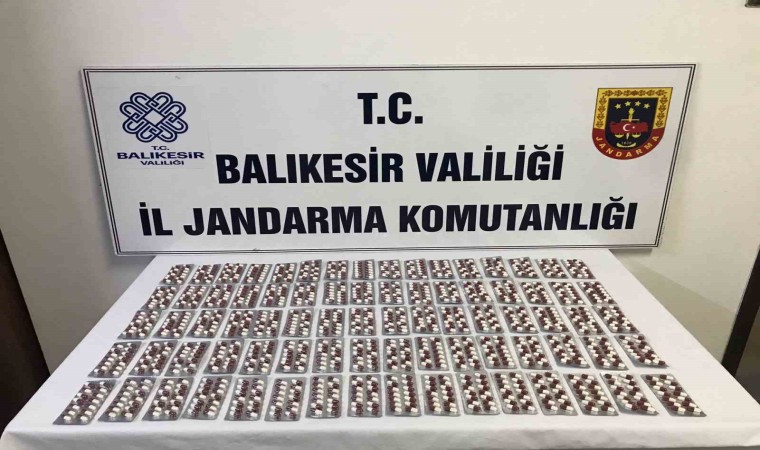 T.C.
BALIKESİR
VALİLİĞİ
T.C.
BALIKESİR VALİLİĞİ
İL JANDARMA KOMUTANLIĞI
JANDARMA